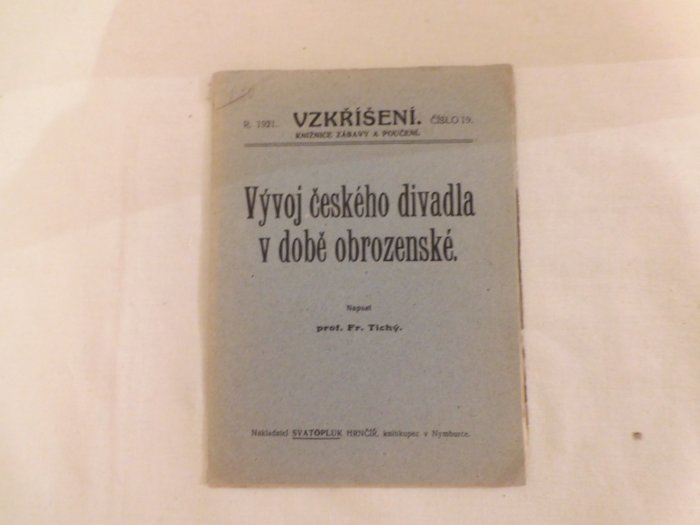 R. 1921. VZKŘÍŠENÍ. ČÍSLO 19.
KNIŽNICE ZÁBAVY A POUČENÍ.
Vývoj českého divadla
v době obrozenské.
Napsal
prof. Fr. Tichý.
Nakladatel SVATOPLUK HRNČÍŘ, knihkupec v Nymburce.